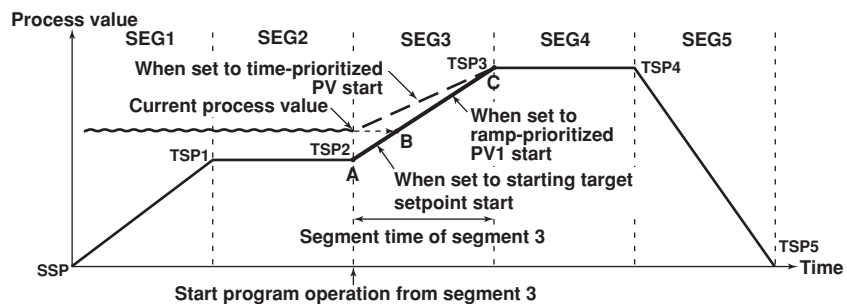 Process value
SEG1 SEG2 SEG3 SEG4 SEG5
When set to time-prioritized
PV start
TSP3
TSP4
C
Current process value
When set to
ramp-prioritized
PV1 start
B
TSP1
TSP2
A
When set to starting target
setpoint start
Segment time of segment 3
TSP5
SSP
Time
Start program operation from segment 3